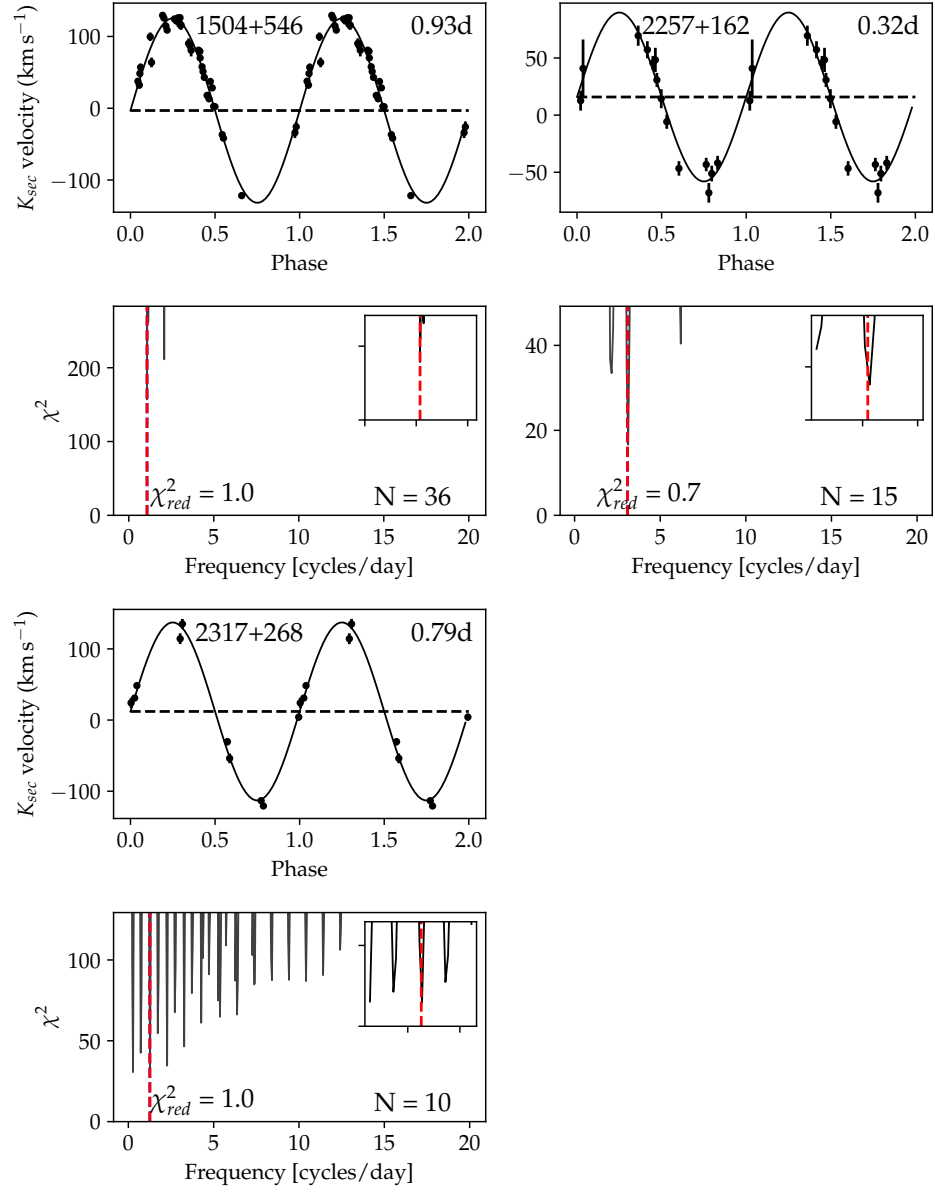 1504+546 0.93d
K_sec velocity (km s⁻¹)
100
0
−100
0.0 0.5 1.0 1.5 2.0
Phase
2257+162 0.32d
50
0
−50
0.0 0.5 1.0 1.5 2.0
Phase
χ²
200
100
0
χ²_red = 1.0 N = 36
0 5 10 15 20
Frequency [cycles/day]
40
20
0
χ²_red = 0.7 N = 15
0 5 10 15 20
Frequency [cycles/day]
2317+268 0.79d
K_sec velocity (km s⁻¹)
100
0
−100
0.0 0.5 1.0 1.5 2.0
Phase
χ²
100
50
0
χ²_red = 1.0 N = 10
0 5 10 15 20
Frequency [cycles/day]